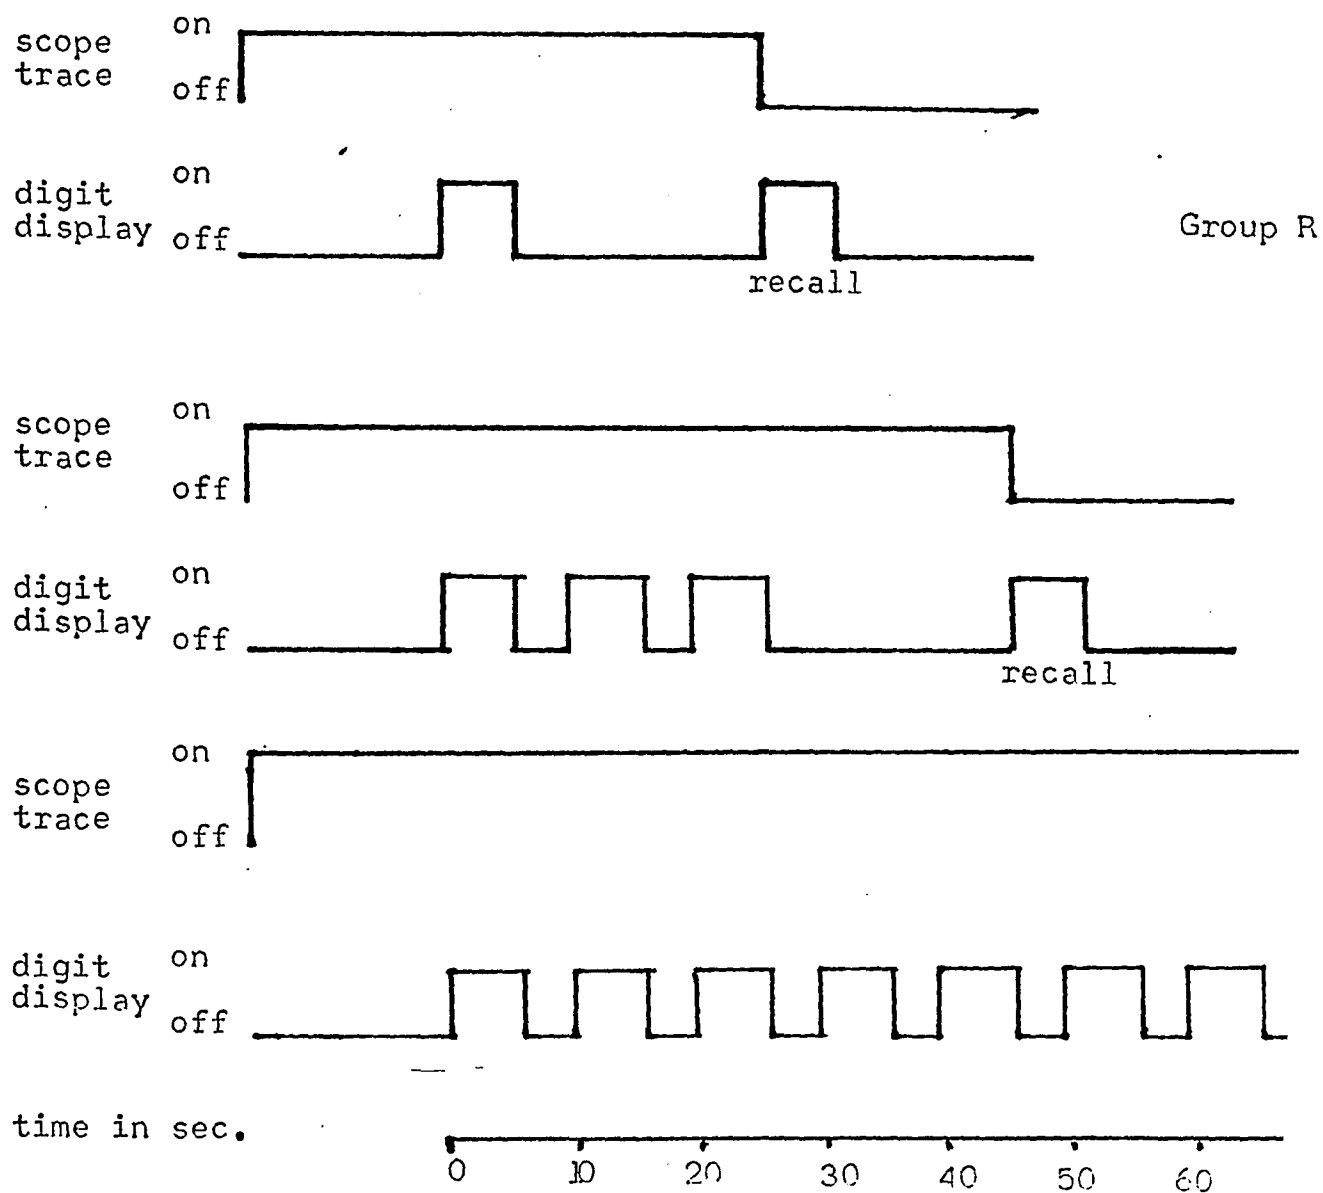 on
scope
trace
off
on
digit
display
off
Group R
recall
on
scope
trace
off
on
digit
display
off
recall
on
scope
trace
off
on
digit
display
off
time in sec.
0 10 20 30 40 50 60